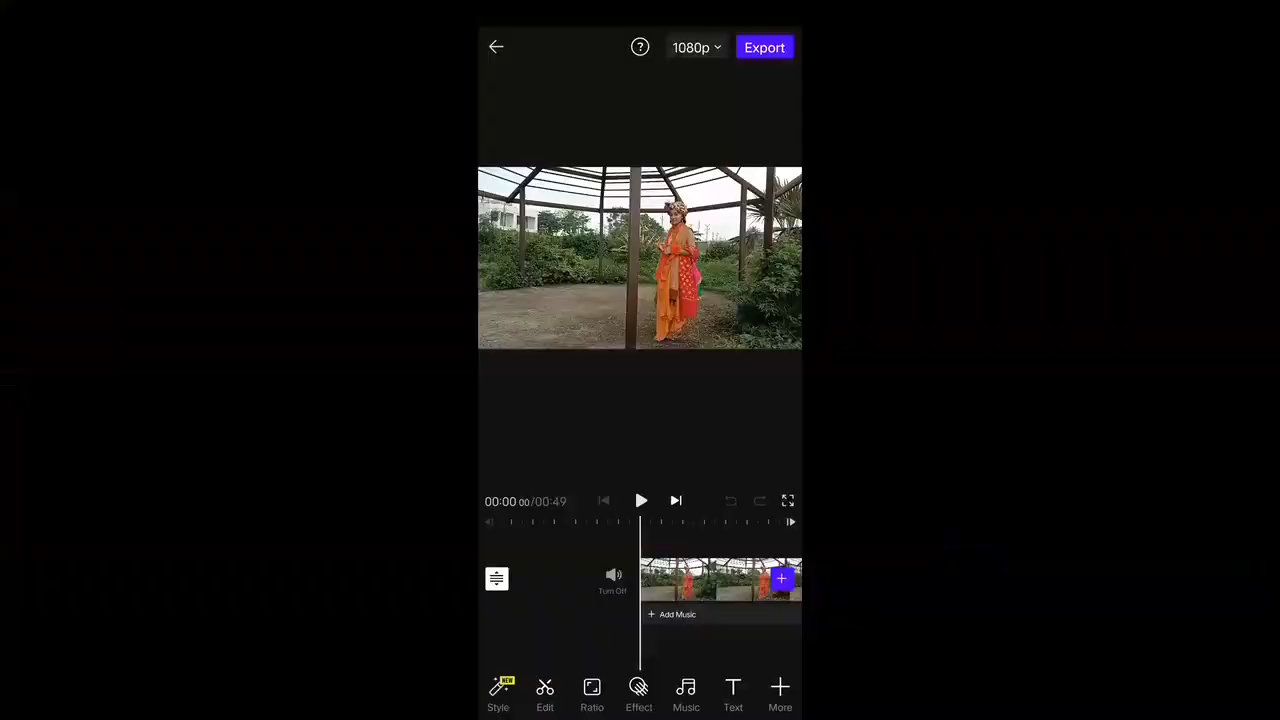 ? 1080p Export
00:00 00/00:49
Turn Off
+ Add Music
NEW
Style Edit Ratio Effect Music Text More